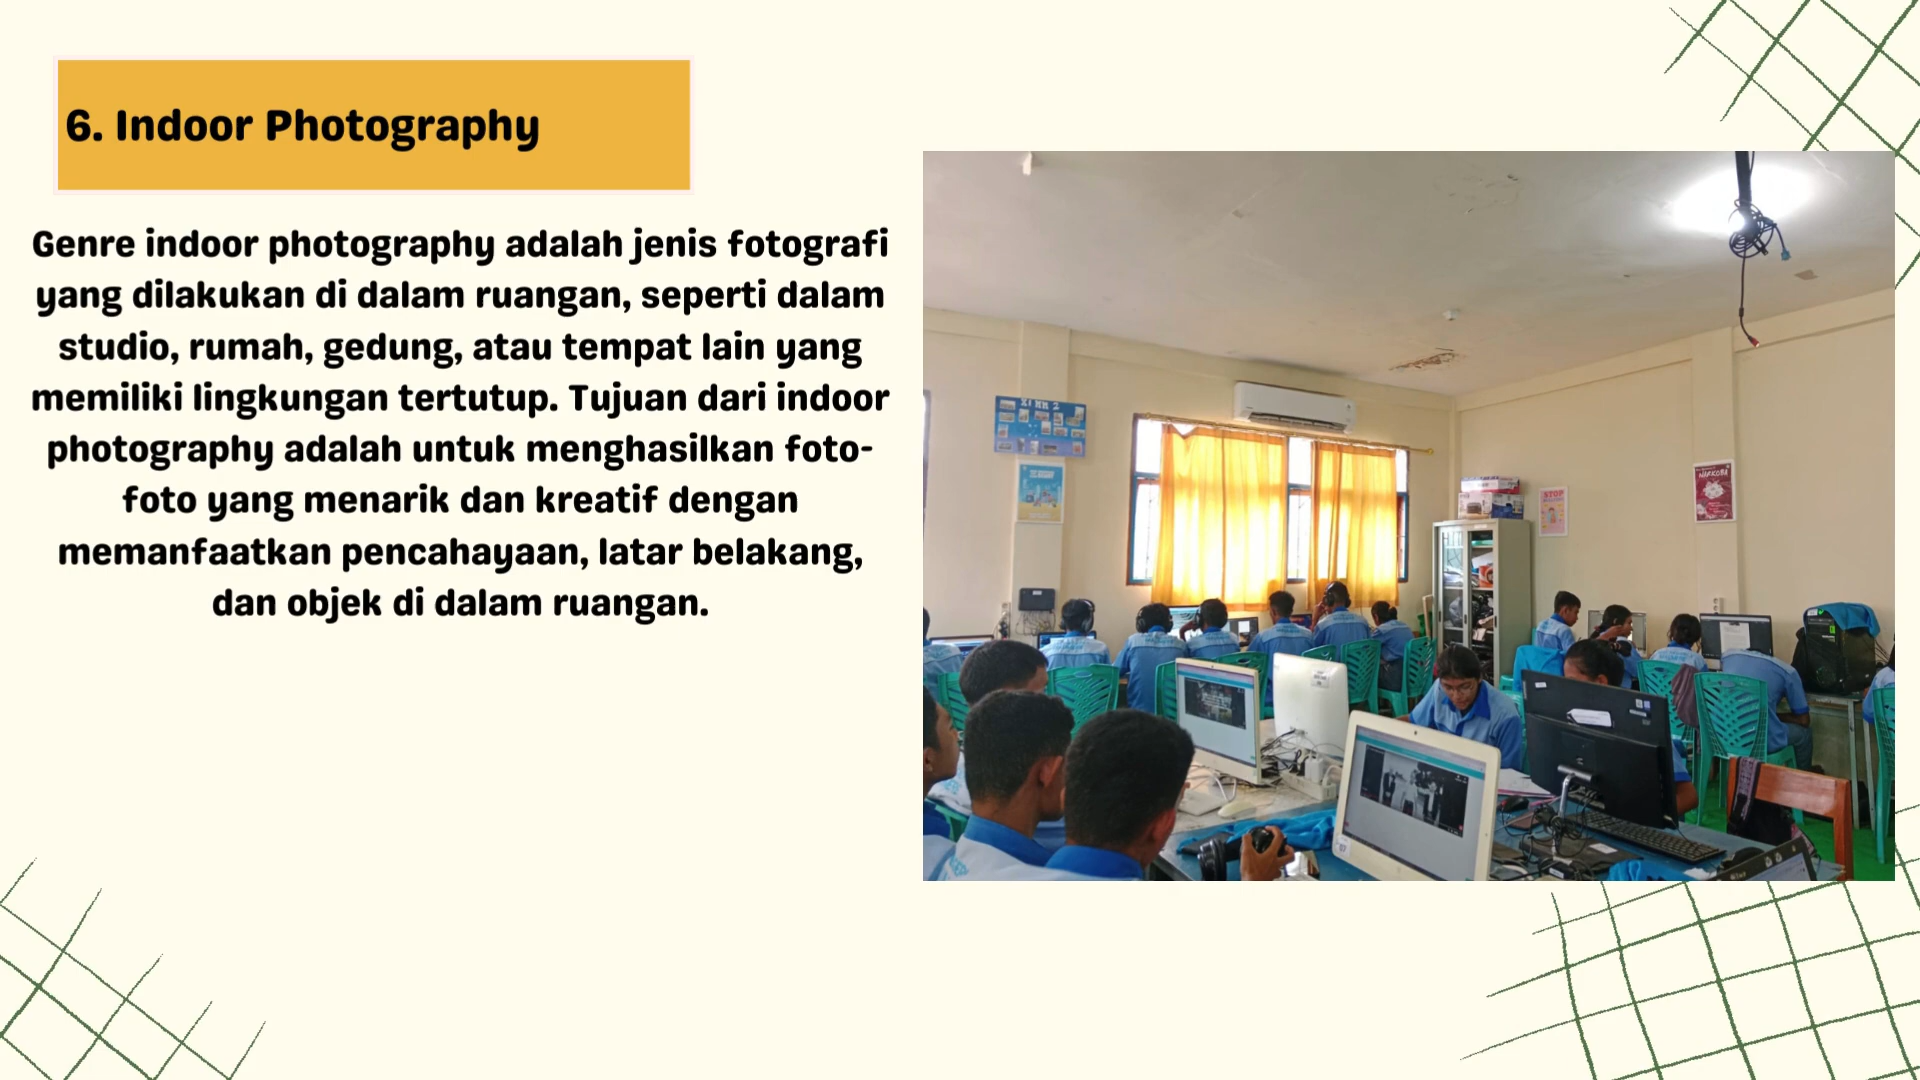 6. Indoor Photography
Genre indoor photography adalah jenis fotografi
yang dilakukan di dalam ruangan, seperti dalam
studio, rumah, gedung, atau tempat lain yang
memiliki lingkungan tertutup. Tujuan dari indoor
photography adalah untuk menghasilkan foto-
foto yang menarik dan kreatif dengan
memanfaatkan pencahayaan, latar belakang,
dan objek di dalam ruangan.
STOP
NARKOBA